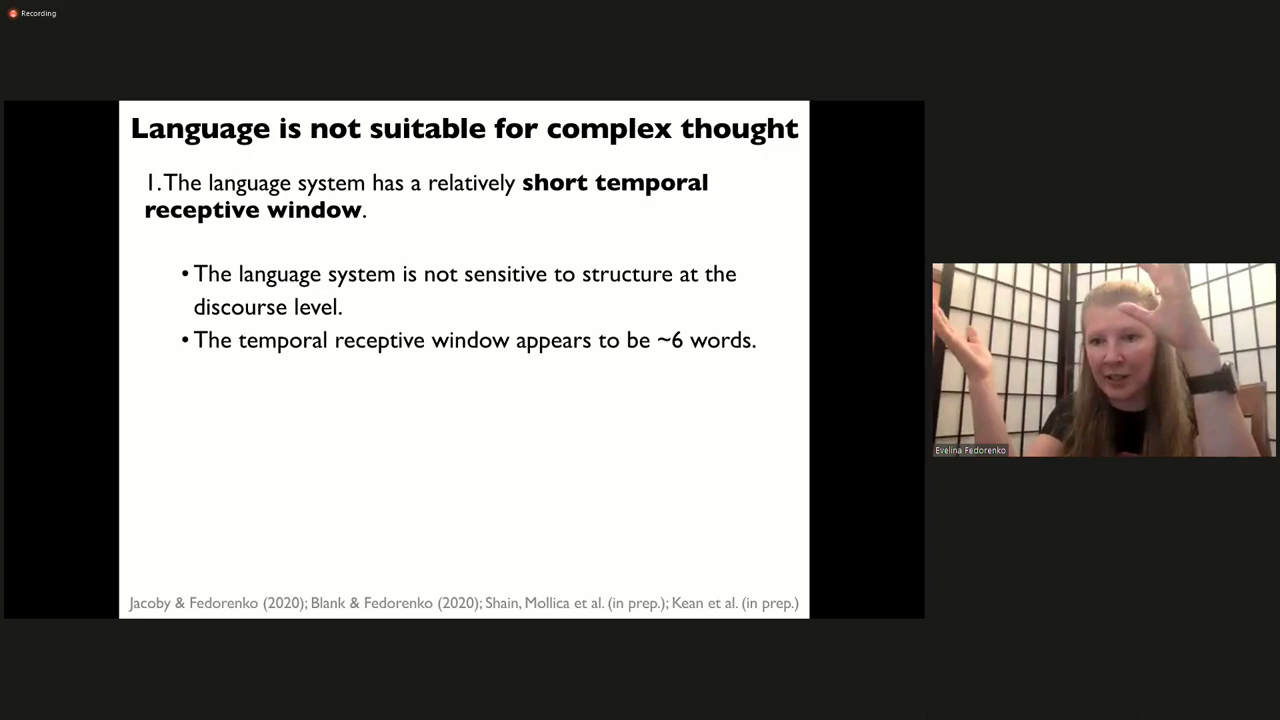 Recording
Language is not suitable for complex thought
1.The language system has a relatively short temporal
receptive window.
• The language system is not sensitive to structure at the
discourse level.
• The temporal receptive window appears to be ~6 words.
Evelina Fedorenko
Jacoby & Fedorenko (2020); Blank & Fedorenko (2020); Shain, Mollica et al. (in prep.); Kean et al. (in prep.)